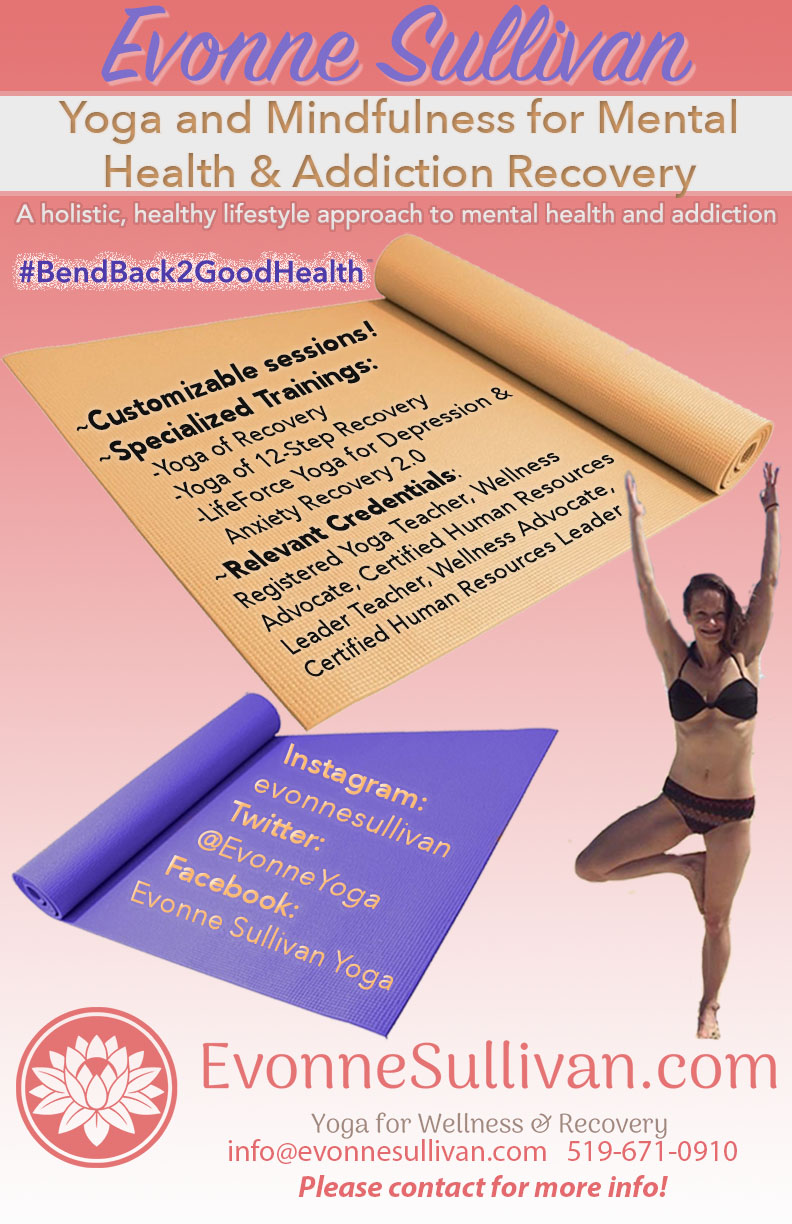 Evonne Sullivan
Yoga and Mindfulness for Mental
Health & Addiction Recovery
A holistic, healthy lifestyle approach to mental health and addiction
#BendBack2GoodHealth
~Customizable sessions!
~Specialized Trainings:
-Yoga of Recovery
-Yoga of 12-Step Recovery
-LifeForce Yoga for Depression &
Anxiety Recovery 2.0
~Relevant Credentials:
Registered Yoga Teacher, Wellness
Advocate, Certified Human Resources
Leader Teacher, Wellness Advocate,
Certified Human Resources Leader
Instagram:
evonnesullivan
Twitter:
@EvonneYoga
Facebook:
Evonne Sullivan Yoga
EvonneSullivan.com
Yoga for Wellness & Recovery
info@evonnesullivan.com 519-671-0910
Please contact for more info!